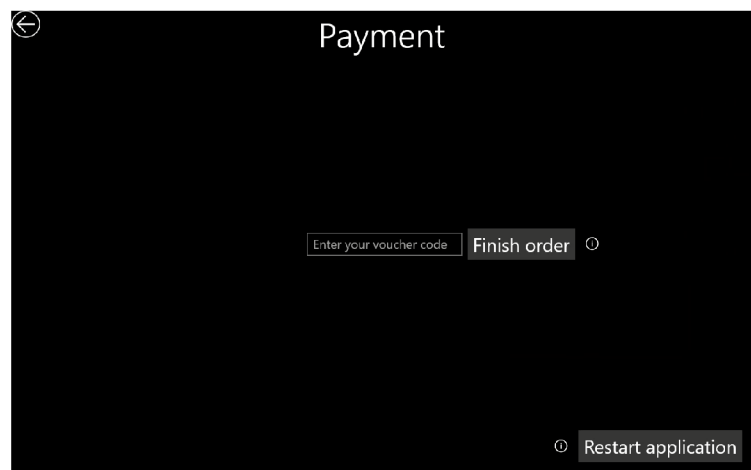 Payment
Enter your voucher code Finish order
Restart application